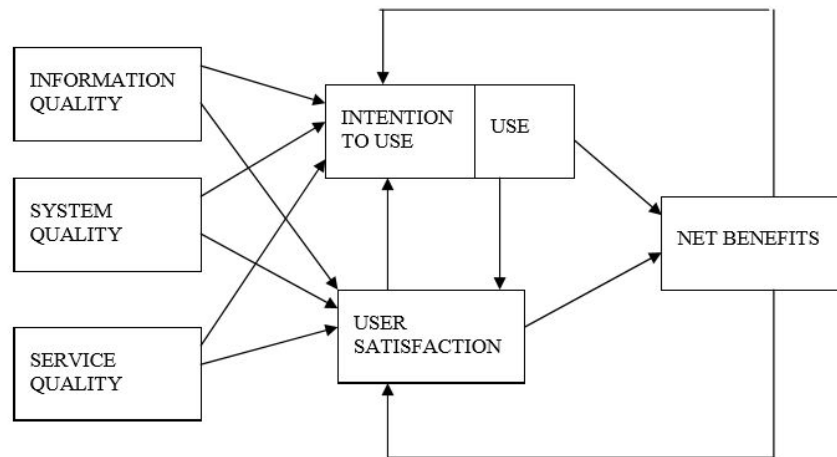 INFORMATION
QUALITY
INTENTION
TO USE
USE
SYSTEM
QUALITY
NET BENEFITS
USER
SATISFACTION
SERVICE
QUALITY